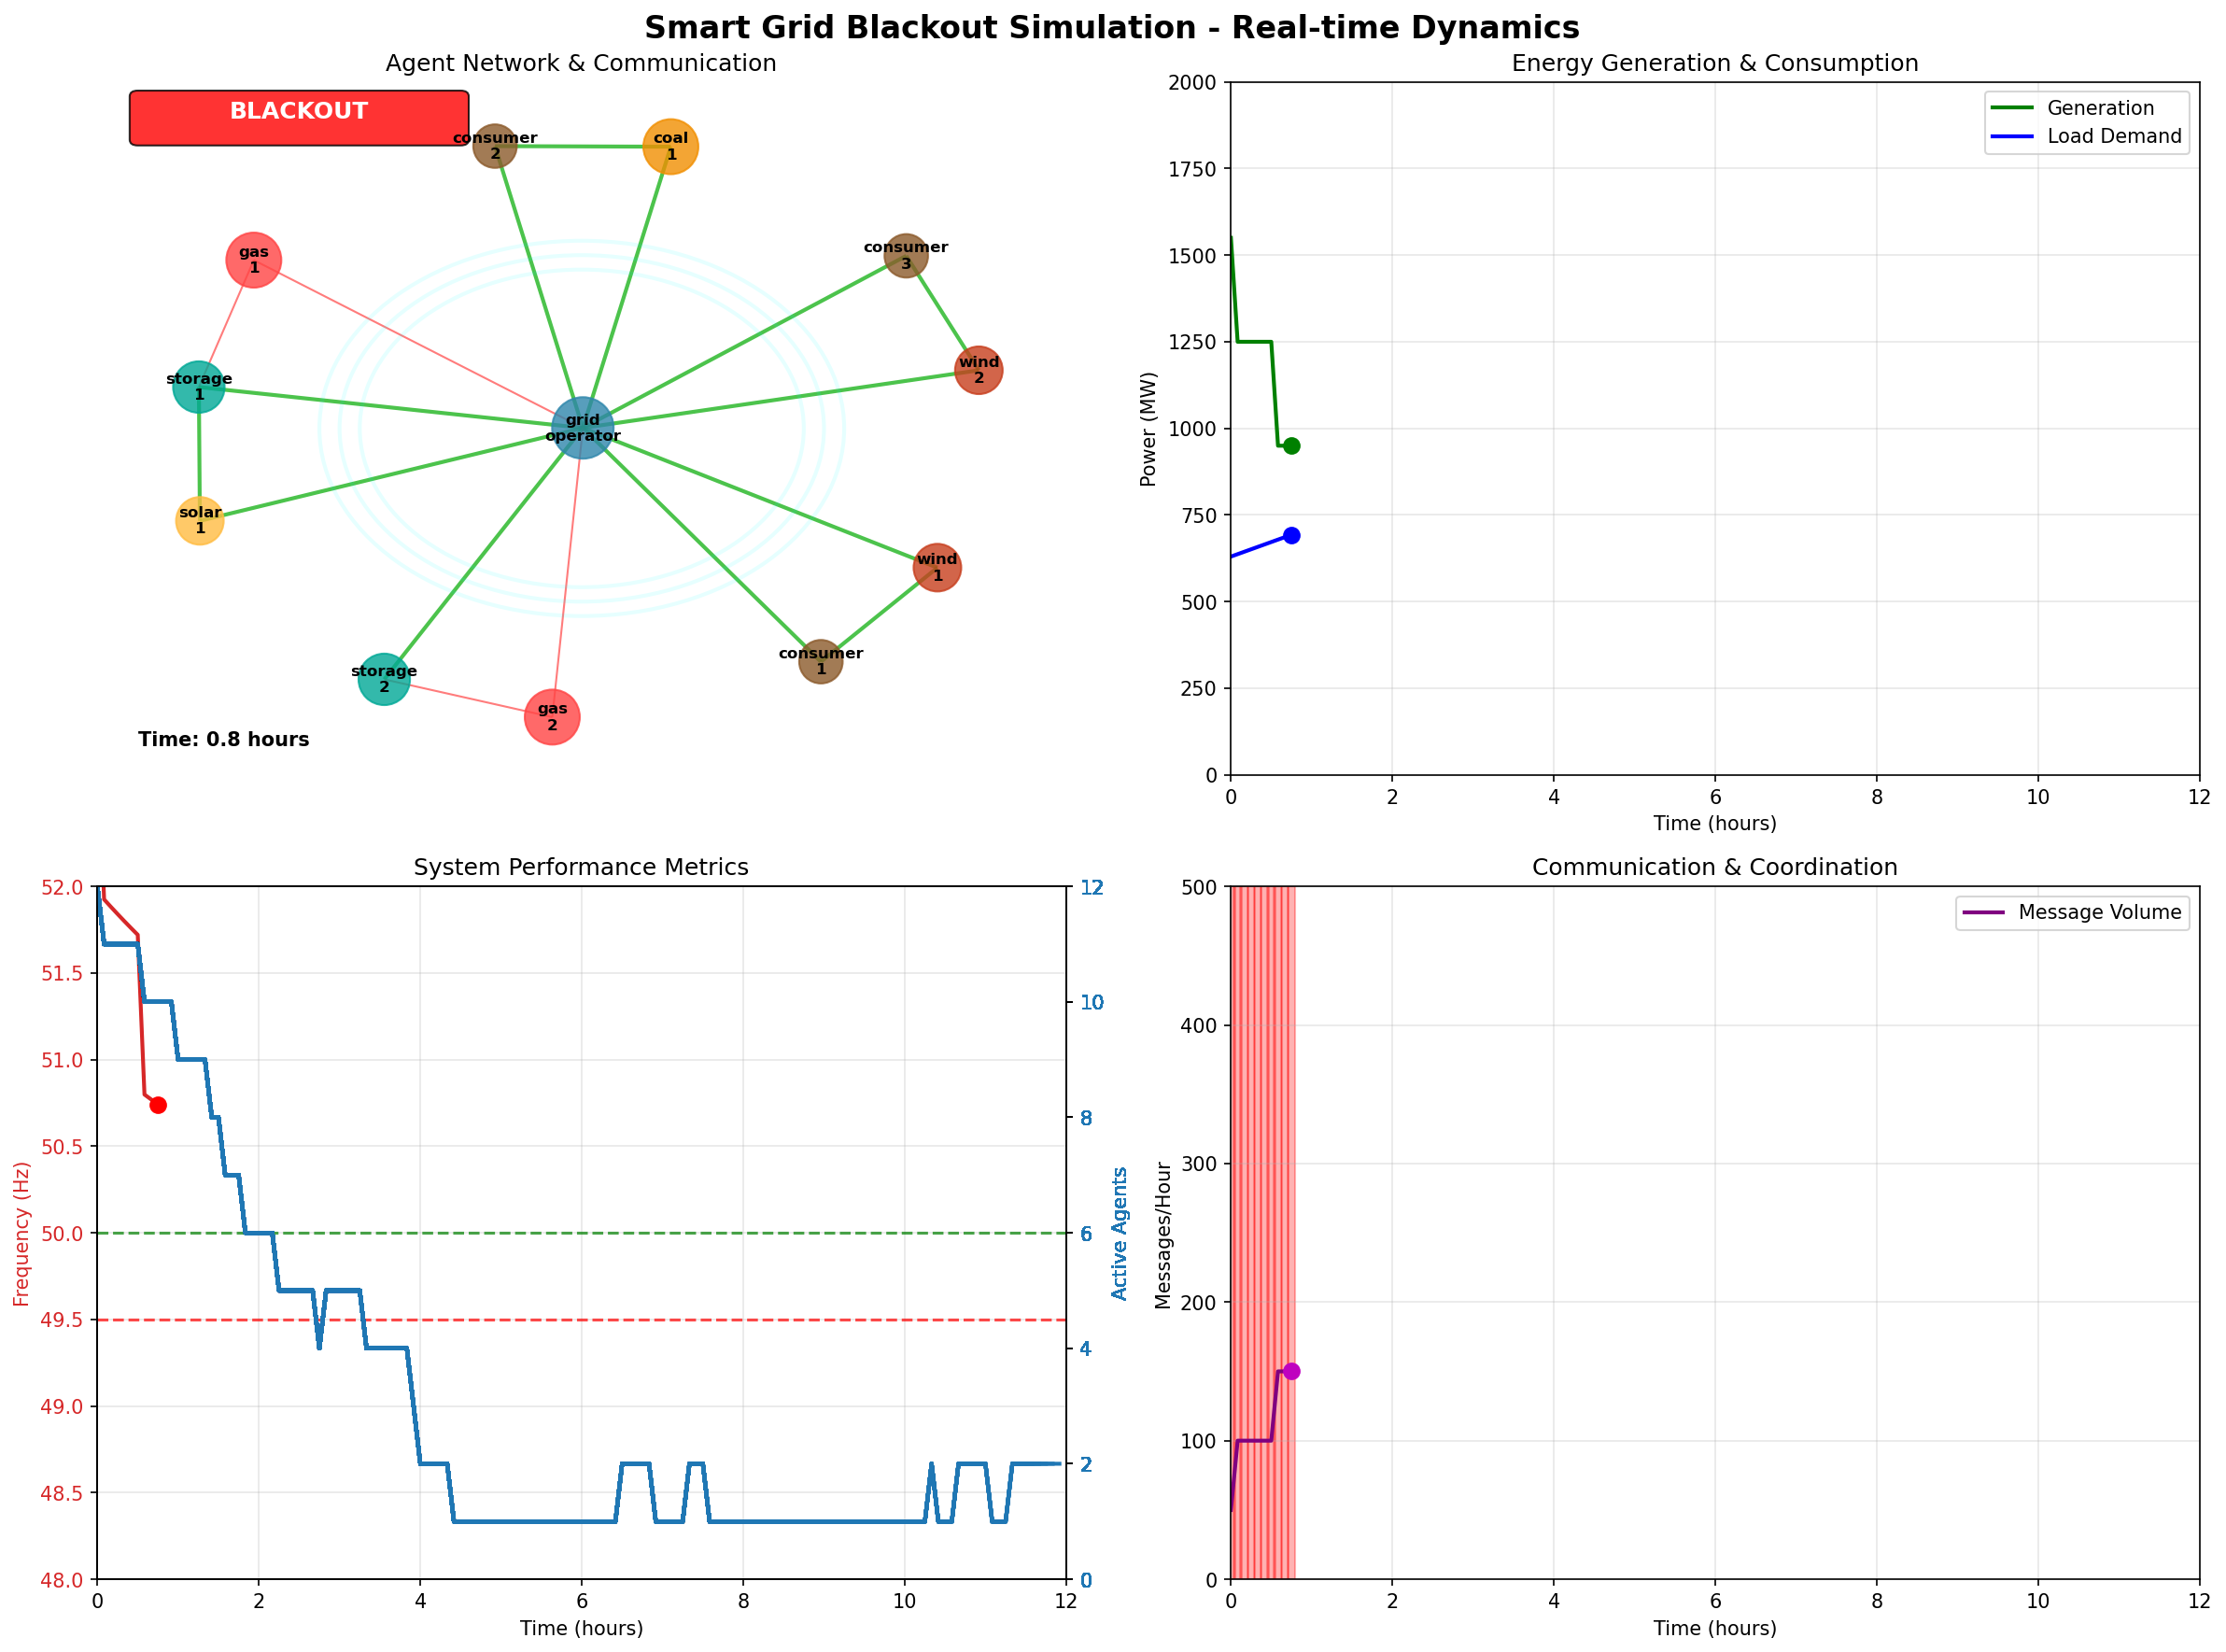 Smart Grid Blackout Simulation - Real-time Dynamics
Agent Network & Communication
BLACKOUT
consumer
2
coal
1
gas
1
consumer
3
storage
1
wind
2
grid
operator
solar
1
wind
1
storage
2
consumer
1
gas
2
Time: 0.8 hours
Energy Generation & Consumption
Generation
Load Demand
Power (MW)
2000
1750
1500
1250
1000
750
500
250
0
0 2 4 6 8 10 12
Time (hours)
System Performance Metrics
Frequency (Hz)
52.0
51.5
51.0
50.5
50.0
49.5
49.0
48.5
48.0
12
10
8
6
4
2
0
Active Agents
0 2 4 6 8 10 12
Time (hours)
Communication & Coordination
Message Volume
Messages/Hour
500
400
300
200
100
0
0 2 4 6 8 10 12
Time (hours)